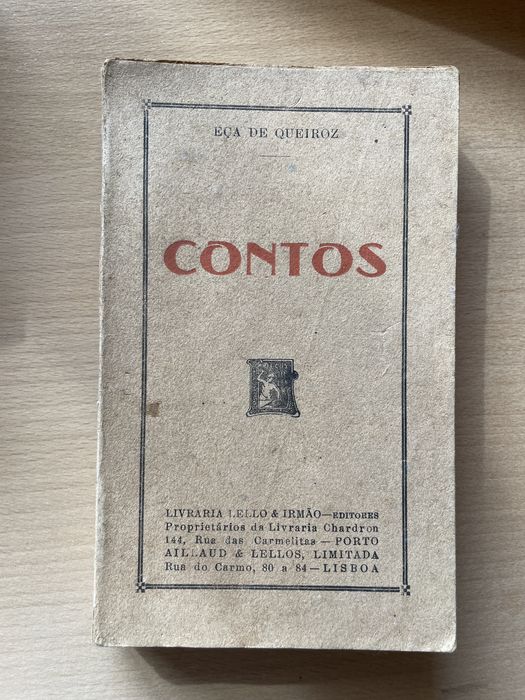 EÇA DE QUEIROZ
CONTOS
LIVRARIA LELLO & IRMÃO—EDITORES
Proprietários da Livraria Chardron
144, Rua das Carmelitas — PORTO
AILLAUD & LELLOS, LIMITADA
Rua do Carmo, 80 a 84 — LISBOA